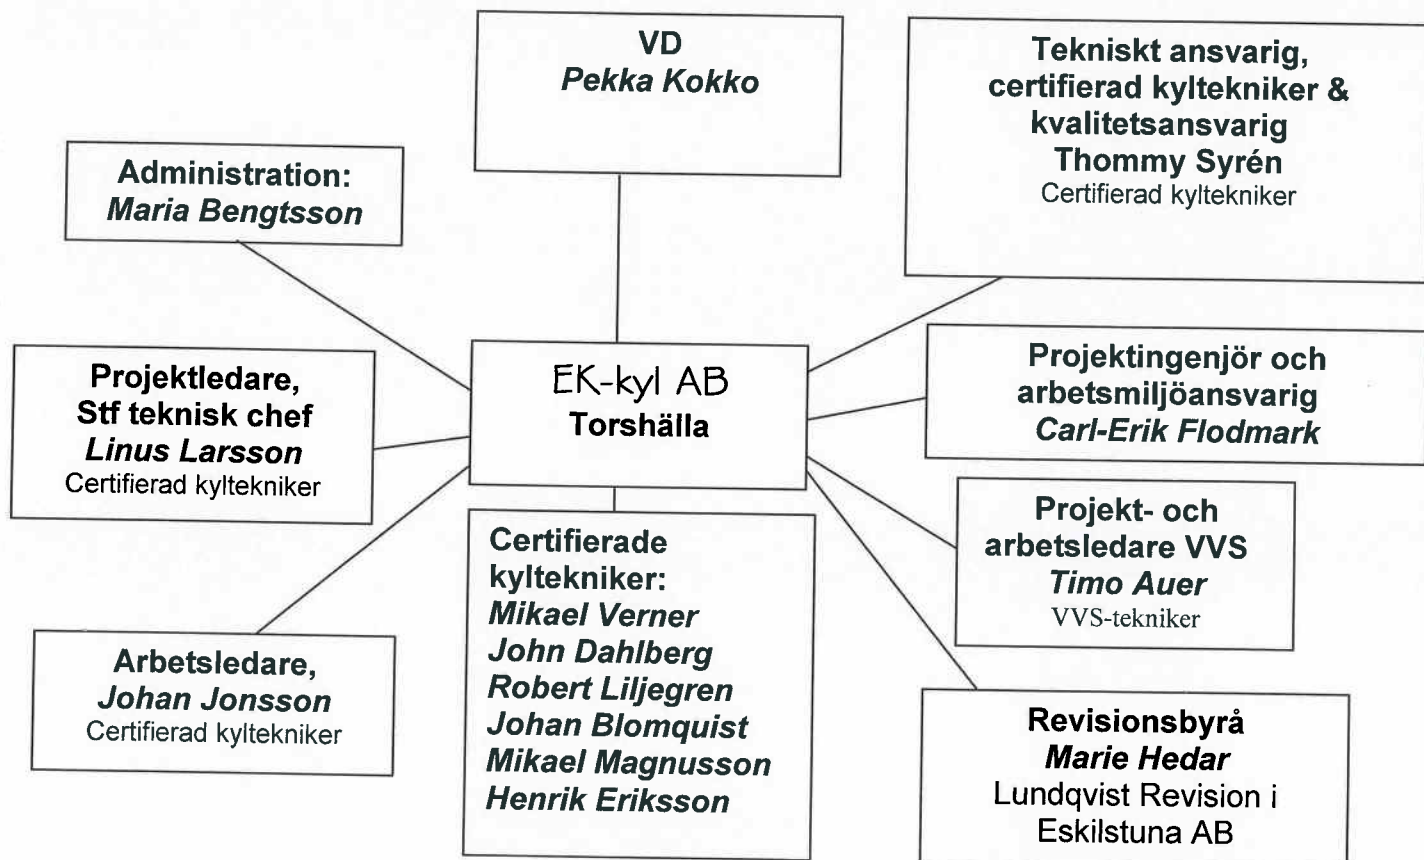 VD
Pekka Kokko
Tekniskt ansvarig,
certifierad kyltekniker &
kvalitetsansvarig
Thommy Syrén
Certifierad kyltekniker
Administration:
Maria Bengtsson
Projektledare,
Stf teknisk chef
Linus Larsson
Certifierad kyltekniker
EK-kyl AB
Torshälla
Projektingenjör och
arbetsmiljöansvarig
Carl-Erik Flodmark
Projekt- och
arbetsledare VVS
Timo Auer
VVS-tekniker
Arbetsledare,
Johan Jonsson
Certifierad kyltekniker
Certifierade
kyltekniker:
Mikael Verner
John Dahlberg
Robert Liljegren
Johan Blomquist
Mikael Magnusson
Henrik Eriksson
Revisionsbyrå
Marie Hedar
Lundqvist Revision i
Eskilstuna AB